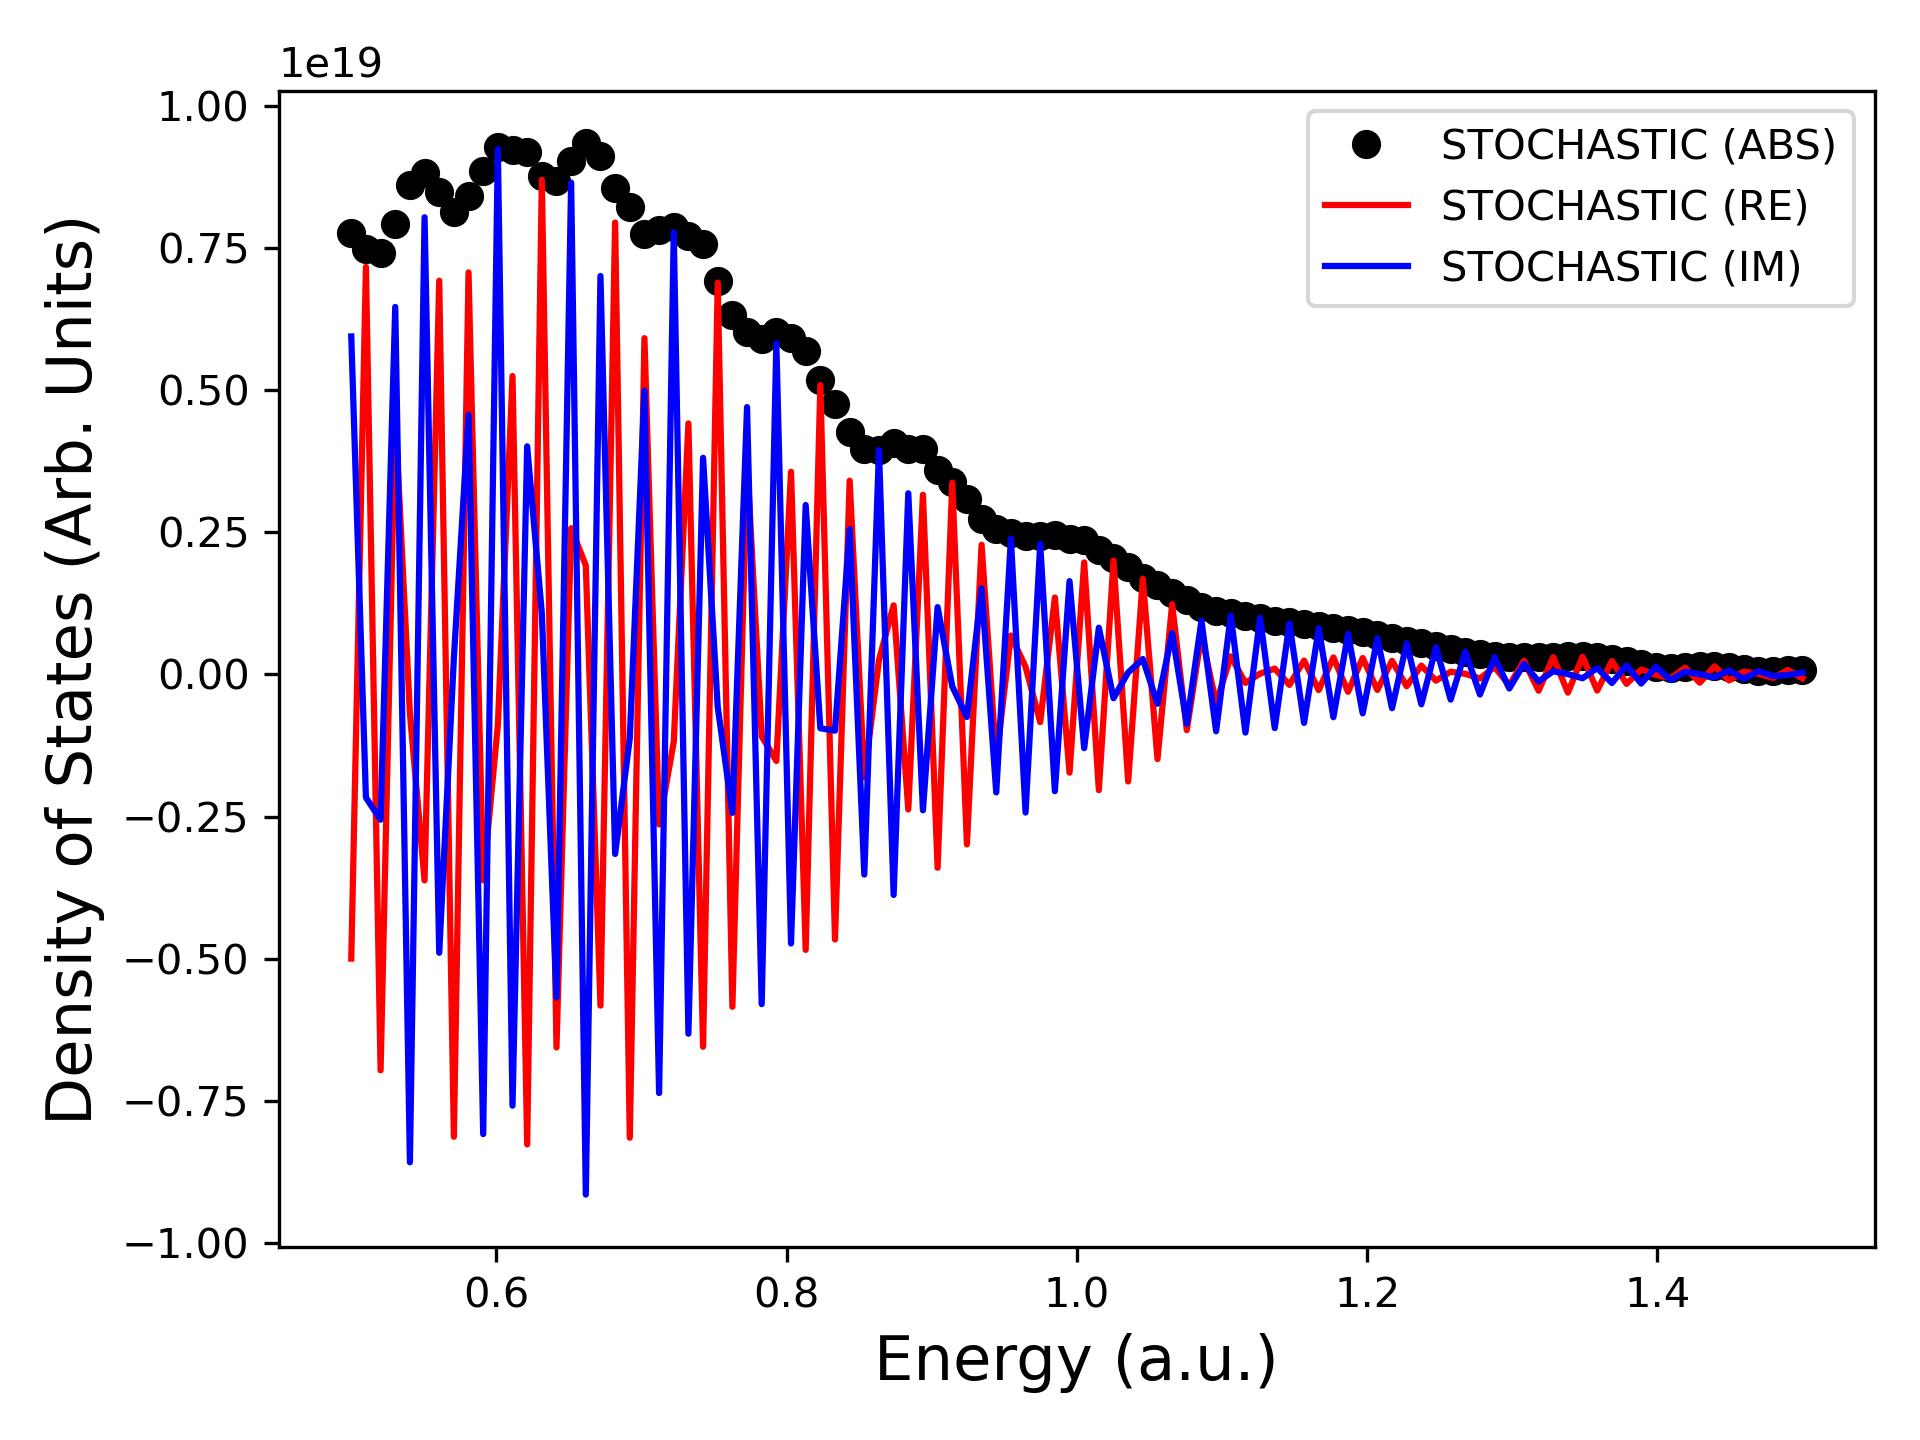 1e19
1.00
0.75
0.50
0.25
0.00
−0.25
−0.50
−0.75
−1.00
Density of States (Arb. Units)
STOCHASTIC (ABS)
STOCHASTIC (RE)
STOCHASTIC (IM)
0.6 0.8 1.0 1.2 1.4
Energy (a.u.)